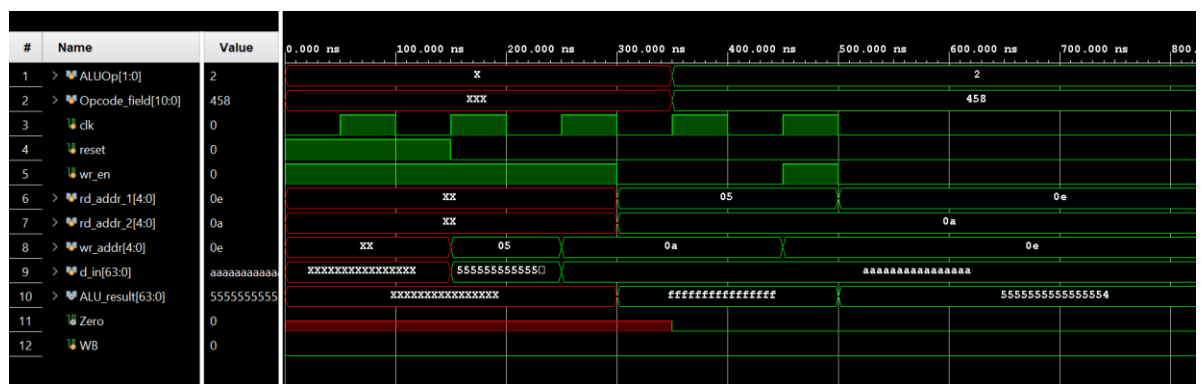 # Name Value 0.000 ns 100.000 ns 200.000 ns 300.000 ns 400.000 ns 500.000 ns 600.000 ns 700.000 ns 800.
1 > ALUOp[1:0] 2 X 2
2 > Opcode_field[10:0] 458 XXX 458
3 clk 0
4 reset 0
5 wr_en 0
6 > rd_addr_1[4:0] 0e XX 05 0e
7 > rd_addr_2[4:0] 0a XX 0a
8 > wr_addr[4:0] 0e XX 05 0a 0e
9 > d_in[63:0] aaaaaaaaaaaa XXXXXXXXXXXXXXXX 5555555555555 aaaaaaaaaaaaaaaa
10 > ALU_result[63:0] 5555555555 XXXXXXXXXXXXXXXX ffffffffffffffff 5555555555555554
11 Zero 0
12 WB 0